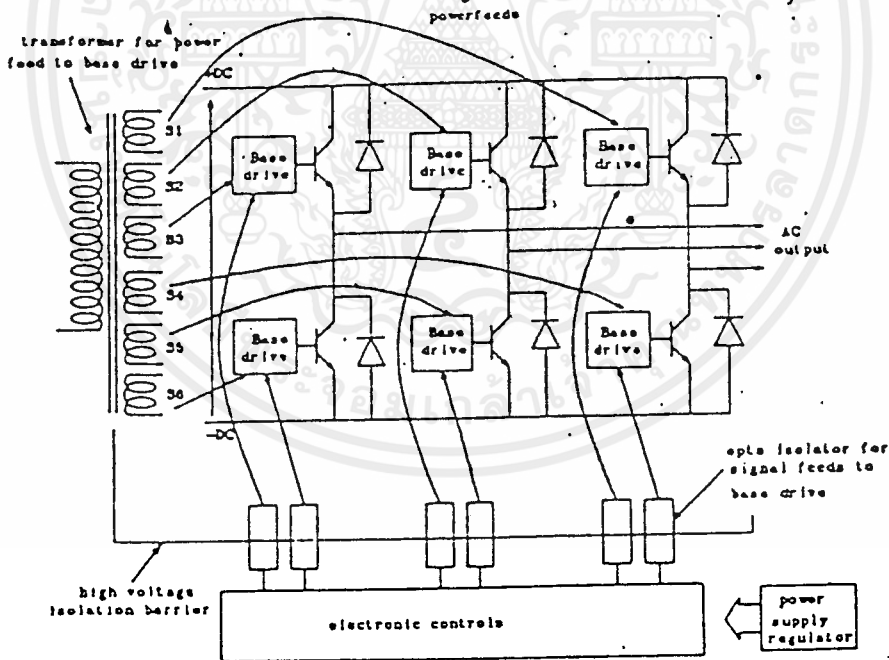 powerfeeds
transformer for power
feed to base drive
+DC
S1
S2
S3
S4
S5
S6
Base
drive
Base
drive
Base
drive
AC
output
Base
drive
Base
drive
Base
drive
-DC
opto isolator for
signal feeds to
base drive
high voltage
isolation barrier
electronic controls
power
supply
regulator